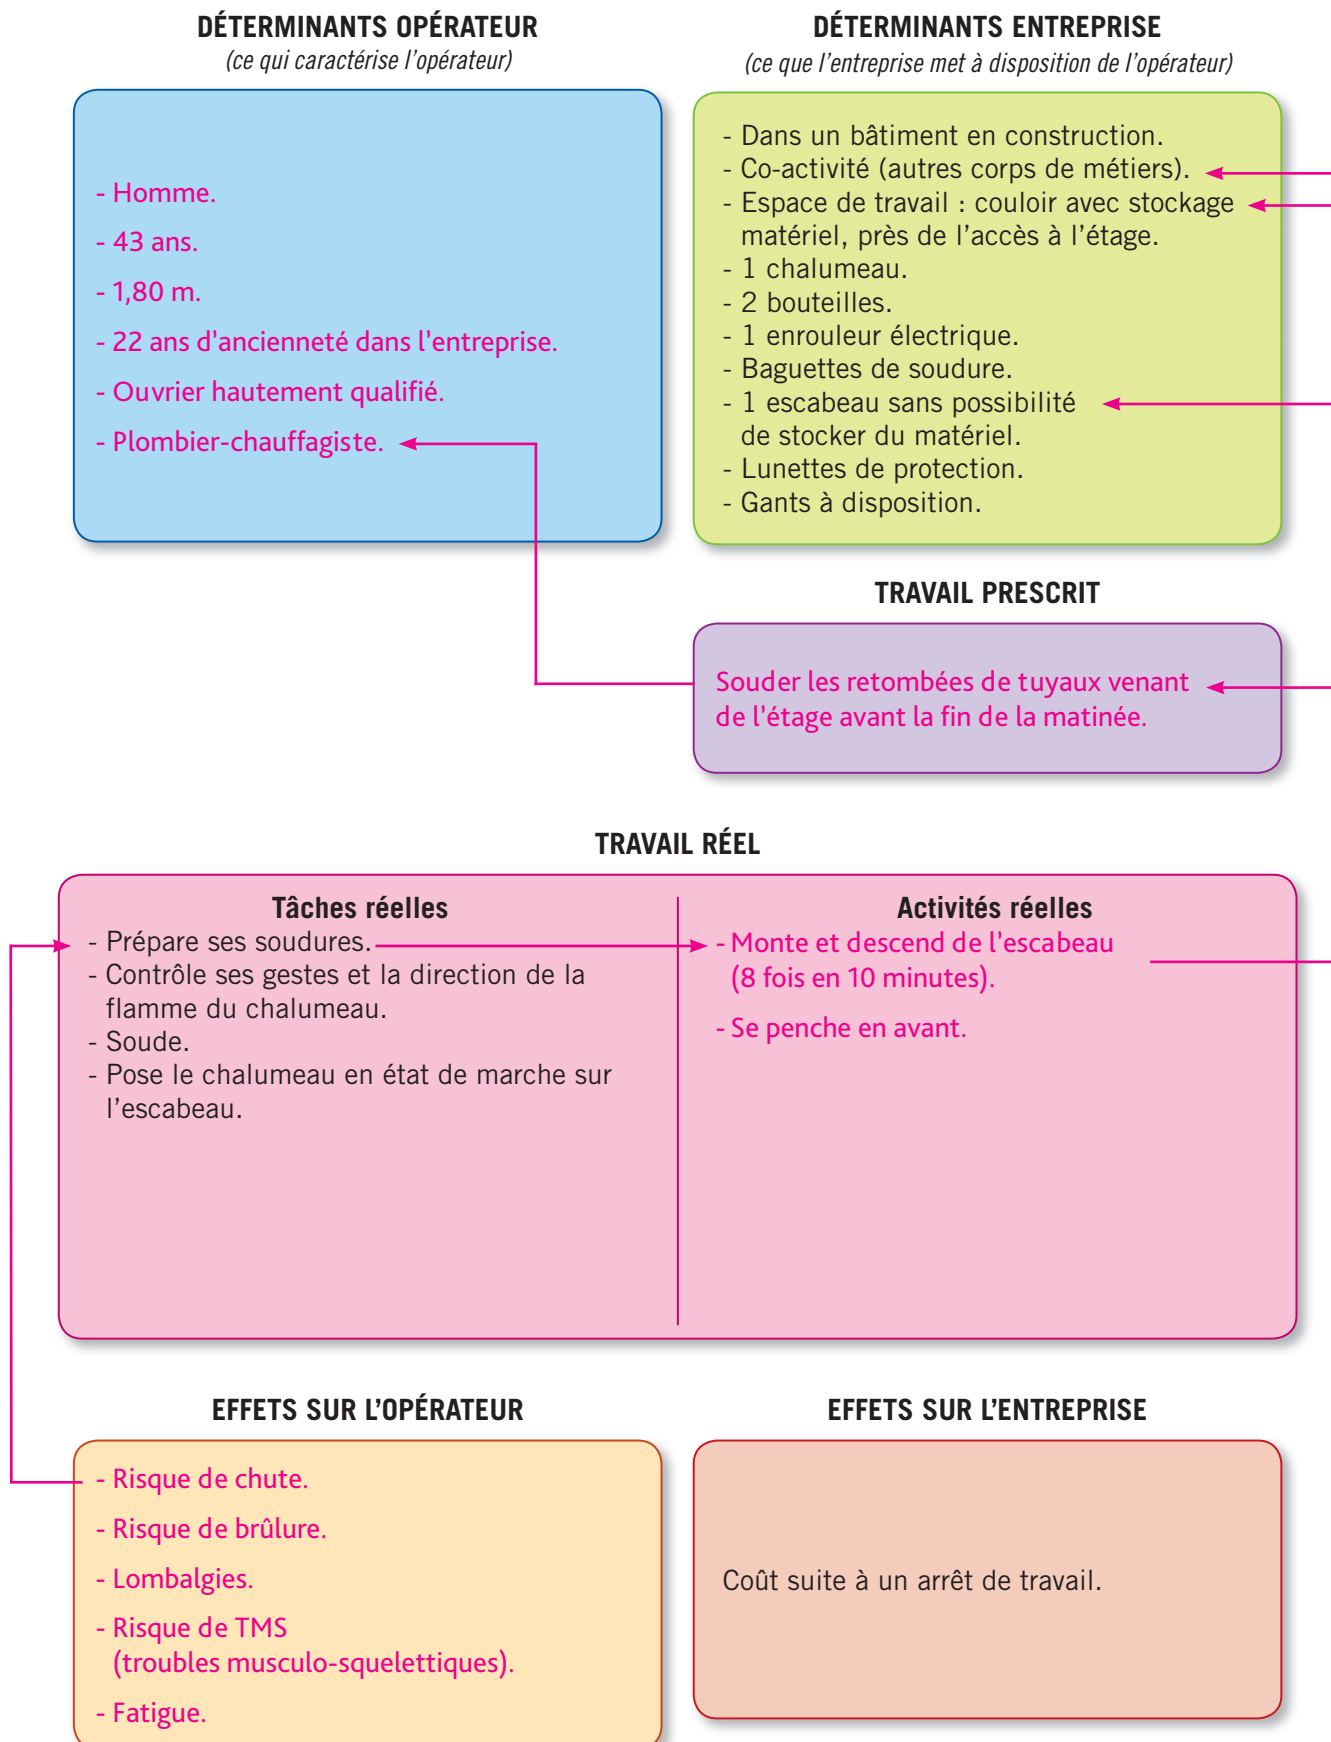 DÉTERMINANTS OPÉRATEUR
(ce qui caractérise l'opérateur)
- Homme.
- 43 ans.
- 1,80 m.
- 22 ans d'ancienneté dans l'entreprise.
- Ouvrier hautement qualifié.
- Plombier-chauffagiste.
DÉTERMINANTS ENTREPRISE
(ce que l'entreprise met à disposition de l'opérateur)
- Dans un bâtiment en construction.
- Co-activité (autres corps de métiers).
- Espace de travail : couloir avec stockage
matériel, près de l'accès à l'étage.
- 1 chalumeau.
- 2 bouteilles.
- 1 enrouleur électrique.
- Baguettes de soudure.
- 1 escabeau sans possibilité
de stocker du matériel.
- Lunettes de protection.
- Gants à disposition.
TRAVAIL PRESCRIT
Souder les retombées de tuyaux venant
de l'étage avant la fin de la matinée.
TRAVAIL RÉEL
Tâches réelles
- Prépare ses soudures.
- Contrôle ses gestes et la direction de la
flamme du chalumeau.
- Soude.
- Pose le chalumeau en état de marche sur
l'escabeau.
Activités réelles
- Monte et descend de l'escabeau
(8 fois en 10 minutes).
- Se penche en avant.
EFFETS SUR L'OPÉRATEUR
- Risque de chute.
- Risque de brûlure.
- Lombalgies.
- Risque de TMS
(troubles musculo-squelettiques).
- Fatigue.
EFFETS SUR L'ENTREPRISE
Coût suite à un arrêt de travail.